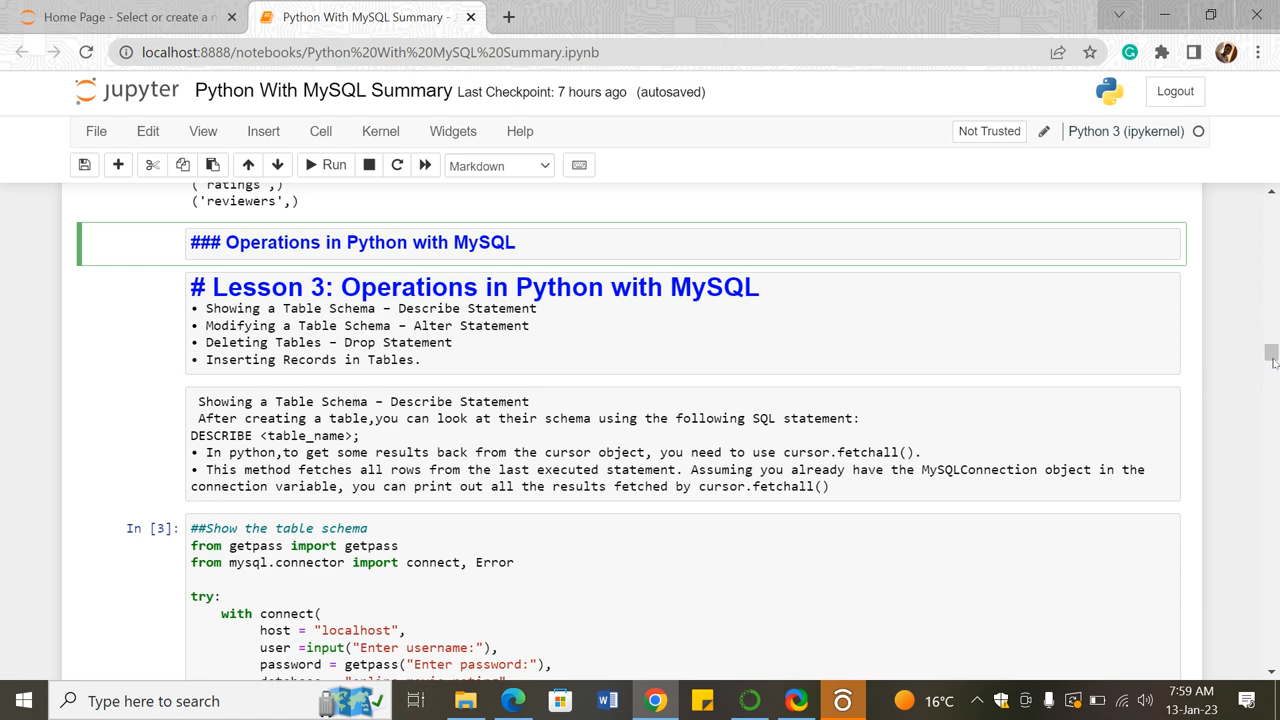 Home Page - Select or create a n
Python With MySQL Summary - J
localhost:8888/notebooks/Python%20With%20MySQL%20Summary.ipynb
jupyter Python With MySQL Summary Last Checkpoint: 7 hours ago (autosaved)
Logout
File Edit View Insert Cell Kernel Widgets Help
Not Trusted
Python 3 (ipykernel)
Run
Markdown
('ratings',)
('reviewers',)
### Operations in Python with MySQL
# Lesson 3: Operations in Python with MySQL
• Showing a Table Schema – Describe Statement
• Modifying a Table Schema – Alter Statement
• Deleting Tables – Drop Statement
• Inserting Records in Tables.
Showing a Table Schema – Describe Statement
After creating a table,you can look at their schema using the following SQL statement:
DESCRIBE <table_name>;
• In python,to get some results back from the cursor object, you need to use cursor.fetchall().
• This method fetches all rows from the last executed statement. Assuming you already have the MySQLConnection object in the
connection variable, you can print out all the results fetched by cursor.fetchall()
In [3]:
##Show the table schema
from getpass import getpass
from mysql.connector import connect, Error
try:
with connect(
host = "localhost",
user =input("Enter username:"),
password = getpass("Enter password:"),
database = "online_movie_rating"
Type here to search
16°C
7:59 AM
13-Jan-23